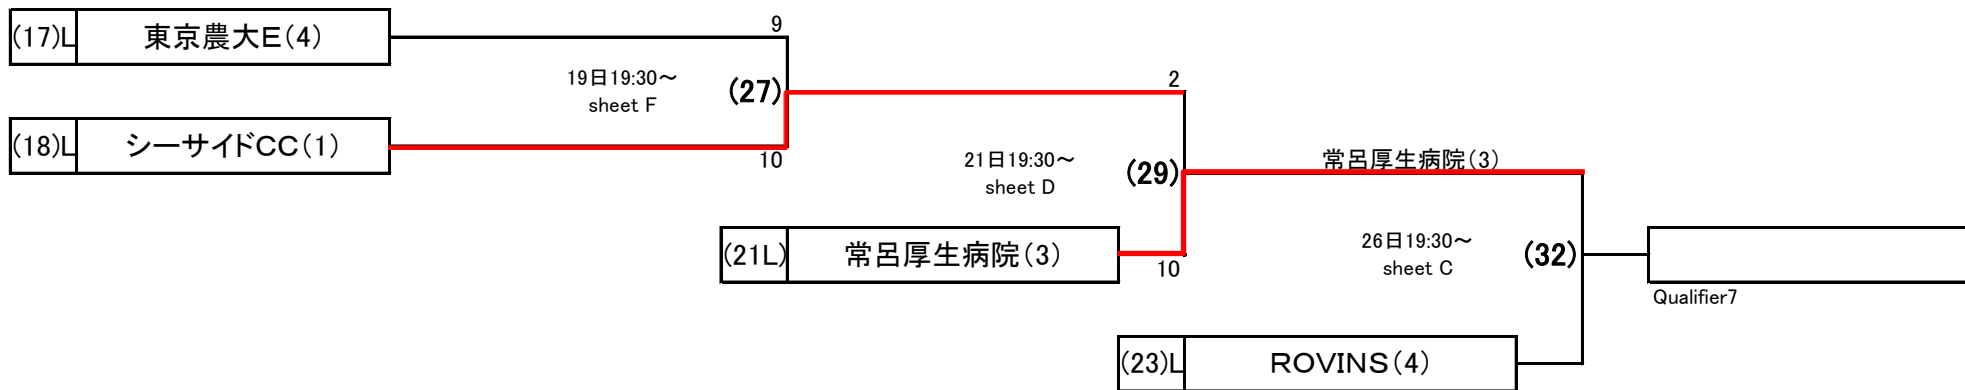 (17)L 東京農大E(4)
9
19日19:30～
sheet F
(27)
(18)L シーサイドCC(1)
10
2
21日19:30～
sheet D
(29)
(21L) 常呂厚生病院(3)
10
常呂厚生病院(3)
26日19:30～
sheet C
(32)
Qualifier7
(23)L ROVINS(4)